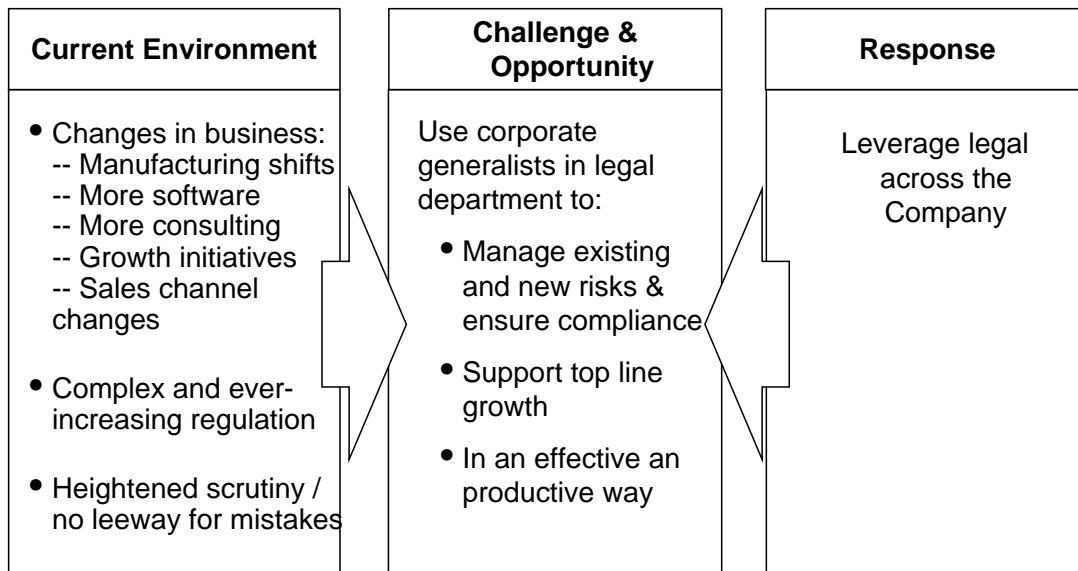 Current Environment
• Changes in business:
-- Manufacturing shifts
-- More software
-- More consulting
-- Growth initiatives
-- Sales channel
changes
• Complex and ever-
increasing regulation
• Heightened scrutiny /
no leeway for mistakes
Challenge &
Opportunity
Use corporate
generalists in legal
department to:
• Manage existing
and new risks &
ensure compliance
• Support top line
growth
• In an effective an
productive way
Response
Leverage legal
across the
Company